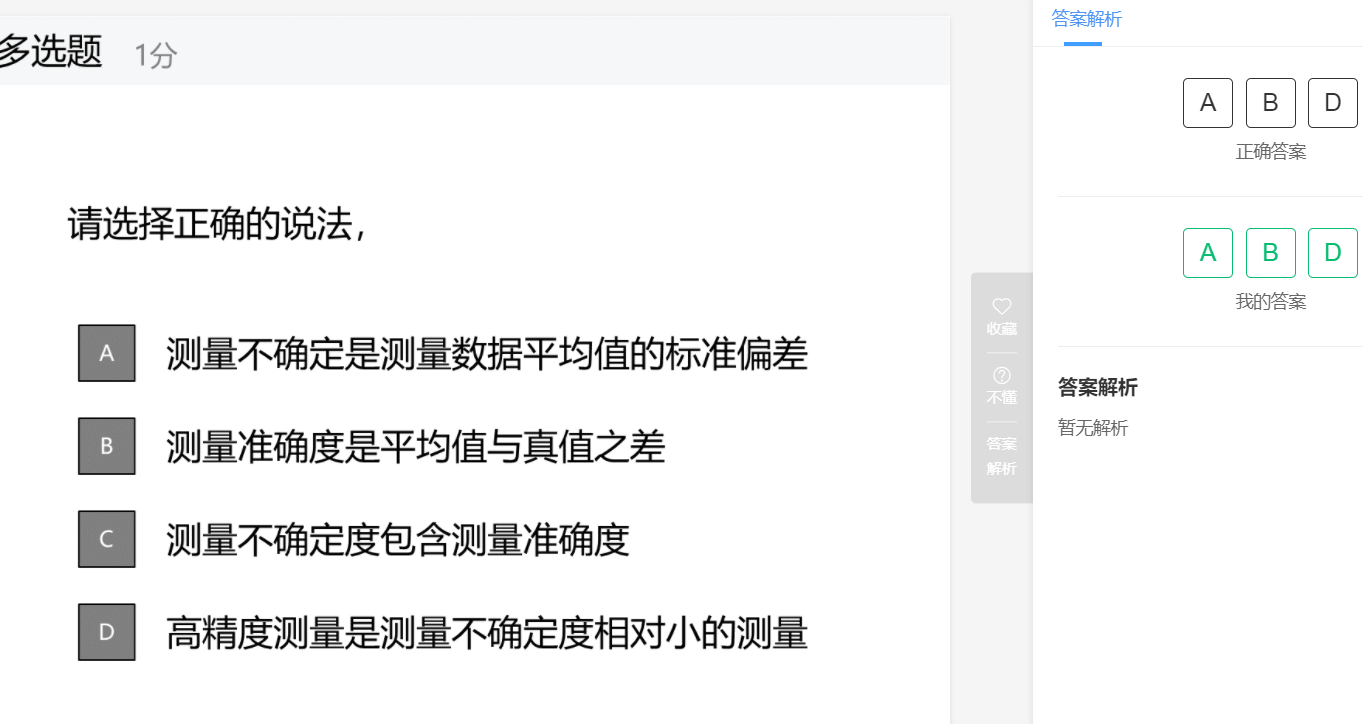 多选题 1分
请选择正确的说法，
A 测量不确定是测量数据平均值的标准偏差
B 测量准确度是平均值与真值之差
C 测量不确定度包含测量准确度
D 高精度测量是测量不确定度相对小的测量
收藏
不懂
答案
解析
答案解析
A B D
正确答案
A B D
我的答案
答案解析
暂无解析